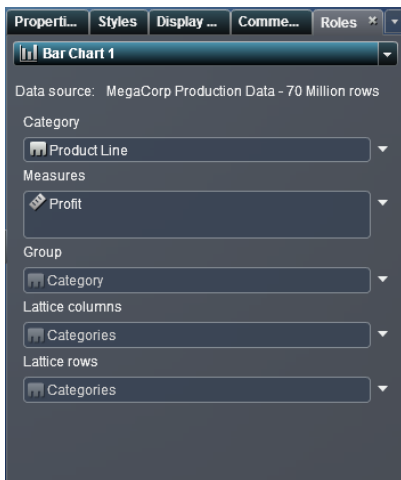 Properti... Styles Display ... Comme... Roles
Bar Chart 1
Data source: MegaCorp Production Data - 70 Million rows
Category
Product Line
Measures
Profit
Group
Category
Lattice columns
Categories
Lattice rows
Categories